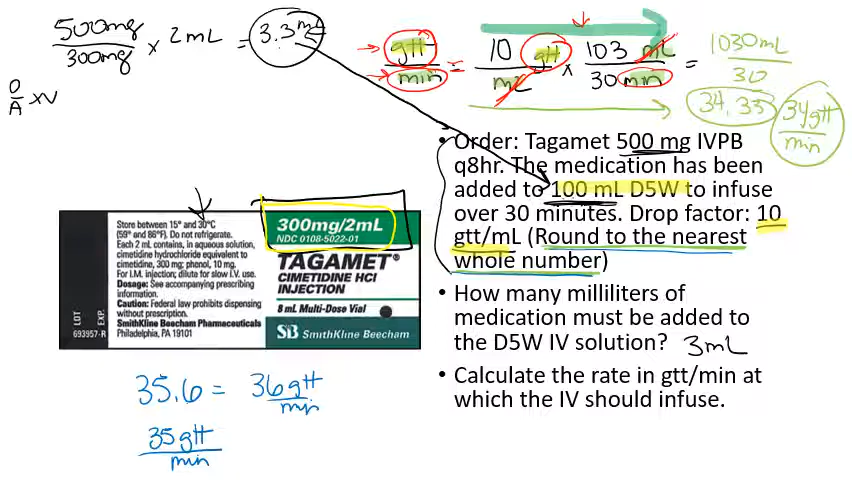 500mg
300mg
× 2mL
= 3.3mL
D
A
×V
gtt
min
=
10 gtt
mL
×
103 mL
30 min
=
1030mL
30
34.33
34gtt
min
• Order: Tagamet 500 mg IVPB
q8hr. The medication has been
added to 100 mL D5W to infuse
over 30 minutes. Drop factor: 10
gtt/mL (Round to the nearest
whole number)
• How many milliliters of
medication must be added to
the D5W IV solution? 3mL
• Calculate the rate in gtt/min at
which the IV should infuse.
LOT
EXP.
693957-R
Store between 15° and 30°C
(59° and 86°F). Do not refrigerate.
Each 2 mL contains, in aqueous solution,
cimetidine hydrochloride equivalent to
cimetidine, 300 mg; phenol, 10 mg.
For I.M. injection; dilute for slow I.V. use.
Dosage: See accompanying prescribing
information.
Caution: Federal law prohibits dispensing
without prescription.
SmithKline Beecham Pharmaceuticals
Philadelphia, PA 19101
300mg/2mL
NDC 0108-5022-01
TAGAMET®
CIMETIDINE HCl
INJECTION
8 mL Multi-Dose Vial
SB SmithKline Beecham
35.6 = 36gtt
min
35gtt
min